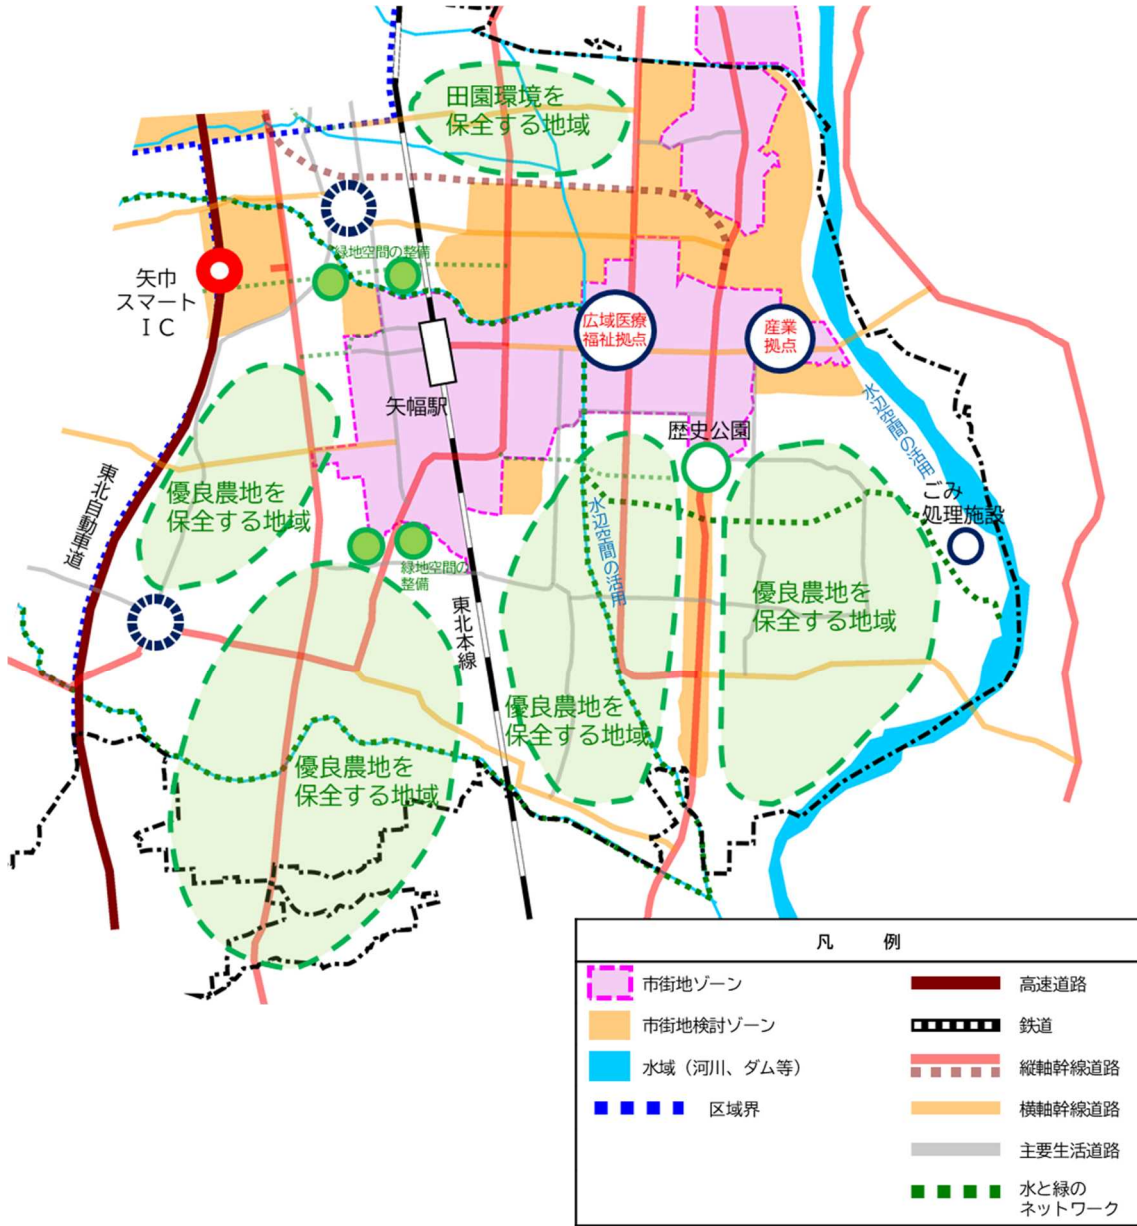 田園環境を
保全する地域
緑地空間の整備
矢巾
スマート
ＩＣ
広域医療
福祉拠点
産業
拠点
矢幅駅
歴史公園
水辺空間の活用
東北自動車道
優良農地を
保全する地域
ごみ
処理施設
水辺空間の活用
緑地空間の
整備
東北本線
優良農地を
保全する地域
優良農地を
保全する地域
優良農地を
保全する地域
凡　例
市街地ゾーン
高速道路
市街地検討ゾーン
鉄道
水域（河川、ダム等）
縦軸幹線道路
区域界
横軸幹線道路
主要生活道路
水と緑の
ネットワーク